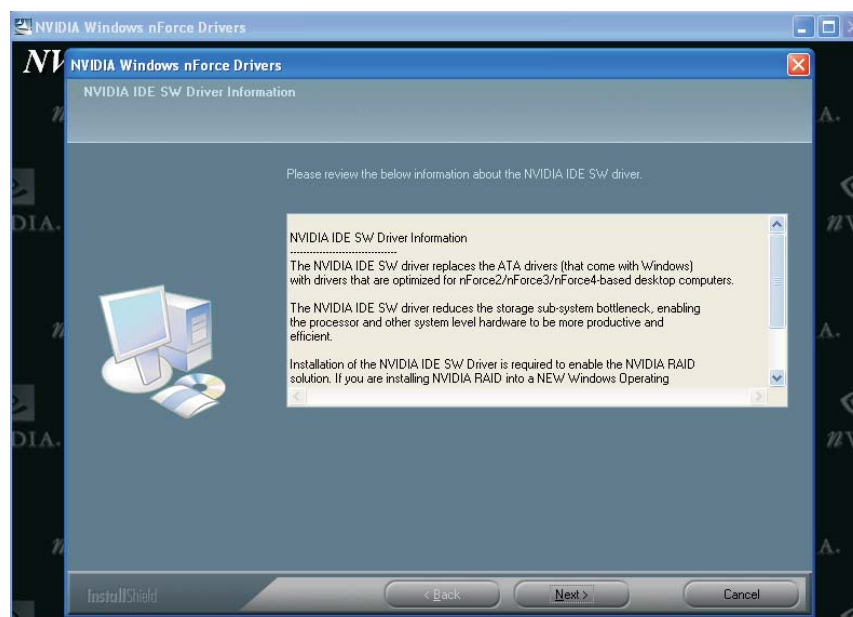 NVIDIA Windows nForce Drivers
NV
NVIDIA Windows nForce Drivers
NVIDIA IDE SW Driver Information
Please review the below information about the NVIDIA IDE SW driver.
NVIDIA IDE SW Driver Information
--------------------------------
The NVIDIA IDE SW driver replaces the ATA drivers (that come with Windows)
with drivers that are optimized for nForce2/nForce3/nForce4-based desktop computers.
The NVIDIA IDE SW driver reduces the storage sub-system bottleneck, enabling
the processor and other system level hardware to be more productive and
efficient.
Installation of the NVIDIA IDE SW Driver is required to enable the NVIDIA RAID
solution. If you are installing NVIDIA RAID into a NEW Windows Operating
DIA.
DIA.
A.
nV
A.
nV
A.
InstallShield
< Back
Next >
Cancel